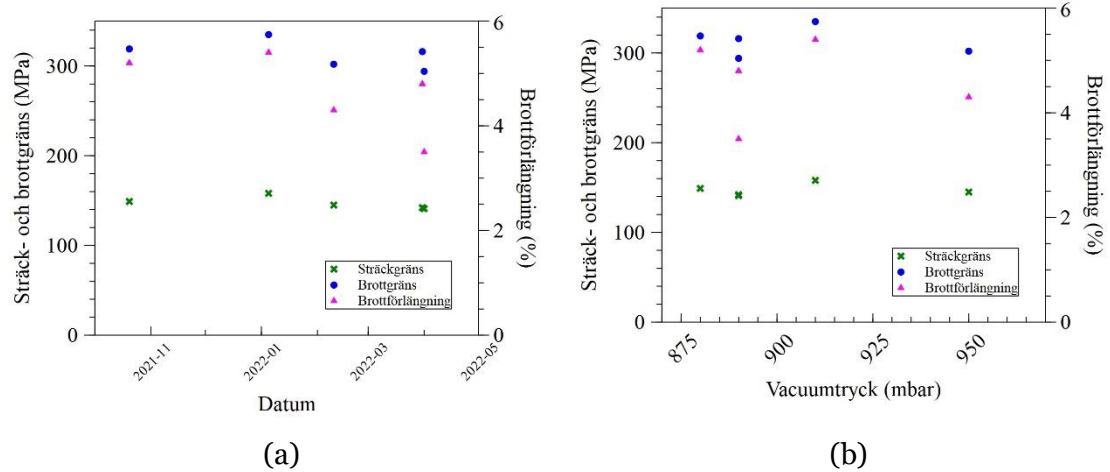 Sträck- och brottgräns (MPa)
300
200
100
0
6
4
2
0
Brottförlängning (%)
Sträckgräns
Brottgräns
Brottförlängning
2021-11
2022-01
2022-03
2022-05
Datum
(a)
Sträck- och brottgräns (MPa)
300
200
100
0
6
4
2
0
Brottförlängning (%)
Sträckgräns
Brottgräns
Brottförlängning
875
900
925
950
Vacuumtryck (mbar)
(b)